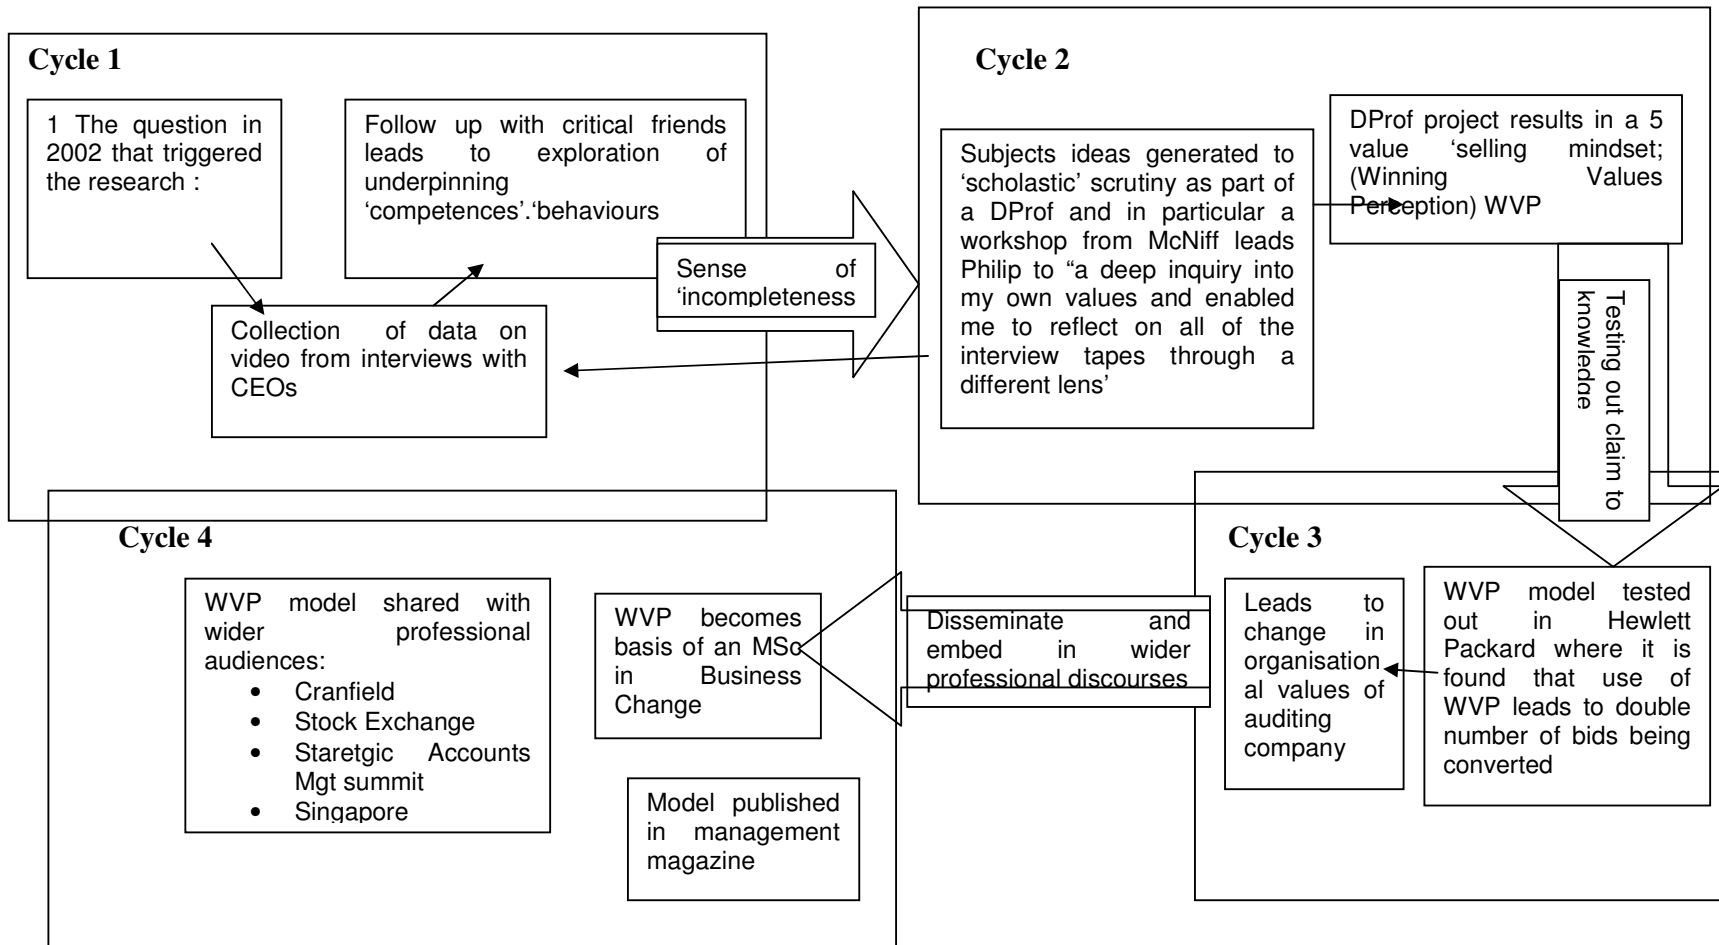 Cycle 1
1 The question in
2002 that triggered
the research :
Follow up with critical friends
leads to exploration of
underpinning
‘competences’.‘behaviours
Collection of data on
video from interviews with
CEOs
Sense of
‘incompleteness
Cycle 2
Subjects ideas generated to
‘scholastic’ scrutiny as part of
a DProf and in particular a
workshop from McNiff leads
Philip to “a deep inquiry into
my own values and enabled
me to reflect on all of the
interview tapes through a
different lens’
DProf project results in a 5
value ‘selling mindset;
(Winning Values
Perception) WVP
Testing out claim to
knowledge
Cycle 3
WVP model tested
out in Hewlett
Packard where it is
found that use of
WVP leads to double
number of bids being
converted
Leads to
change in
organisation
al values of
auditing
company
Disseminate and
embed in wider
professional discourses
Cycle 4
WVP becomes
basis of an MSc
in Business
Change
WVP model shared with
wider professional
audiences:
• Cranfield
• Stock Exchange
• Staretgic Accounts
Mgt summit
• Singapore
Model published
in management
magazine